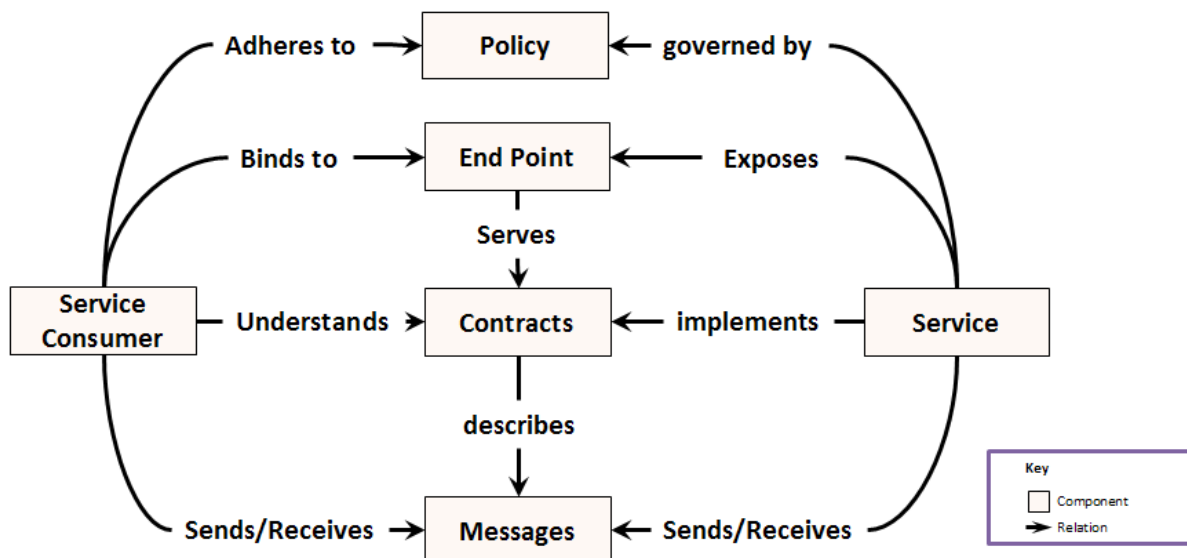 Adheres to
Policy
governed by
Binds to
End Point
Exposes
Serves
Service
Consumer
Understands
Contracts
implements
Service
describes
Key
Component
Relation
Sends/Receives
Messages
Sends/Receives